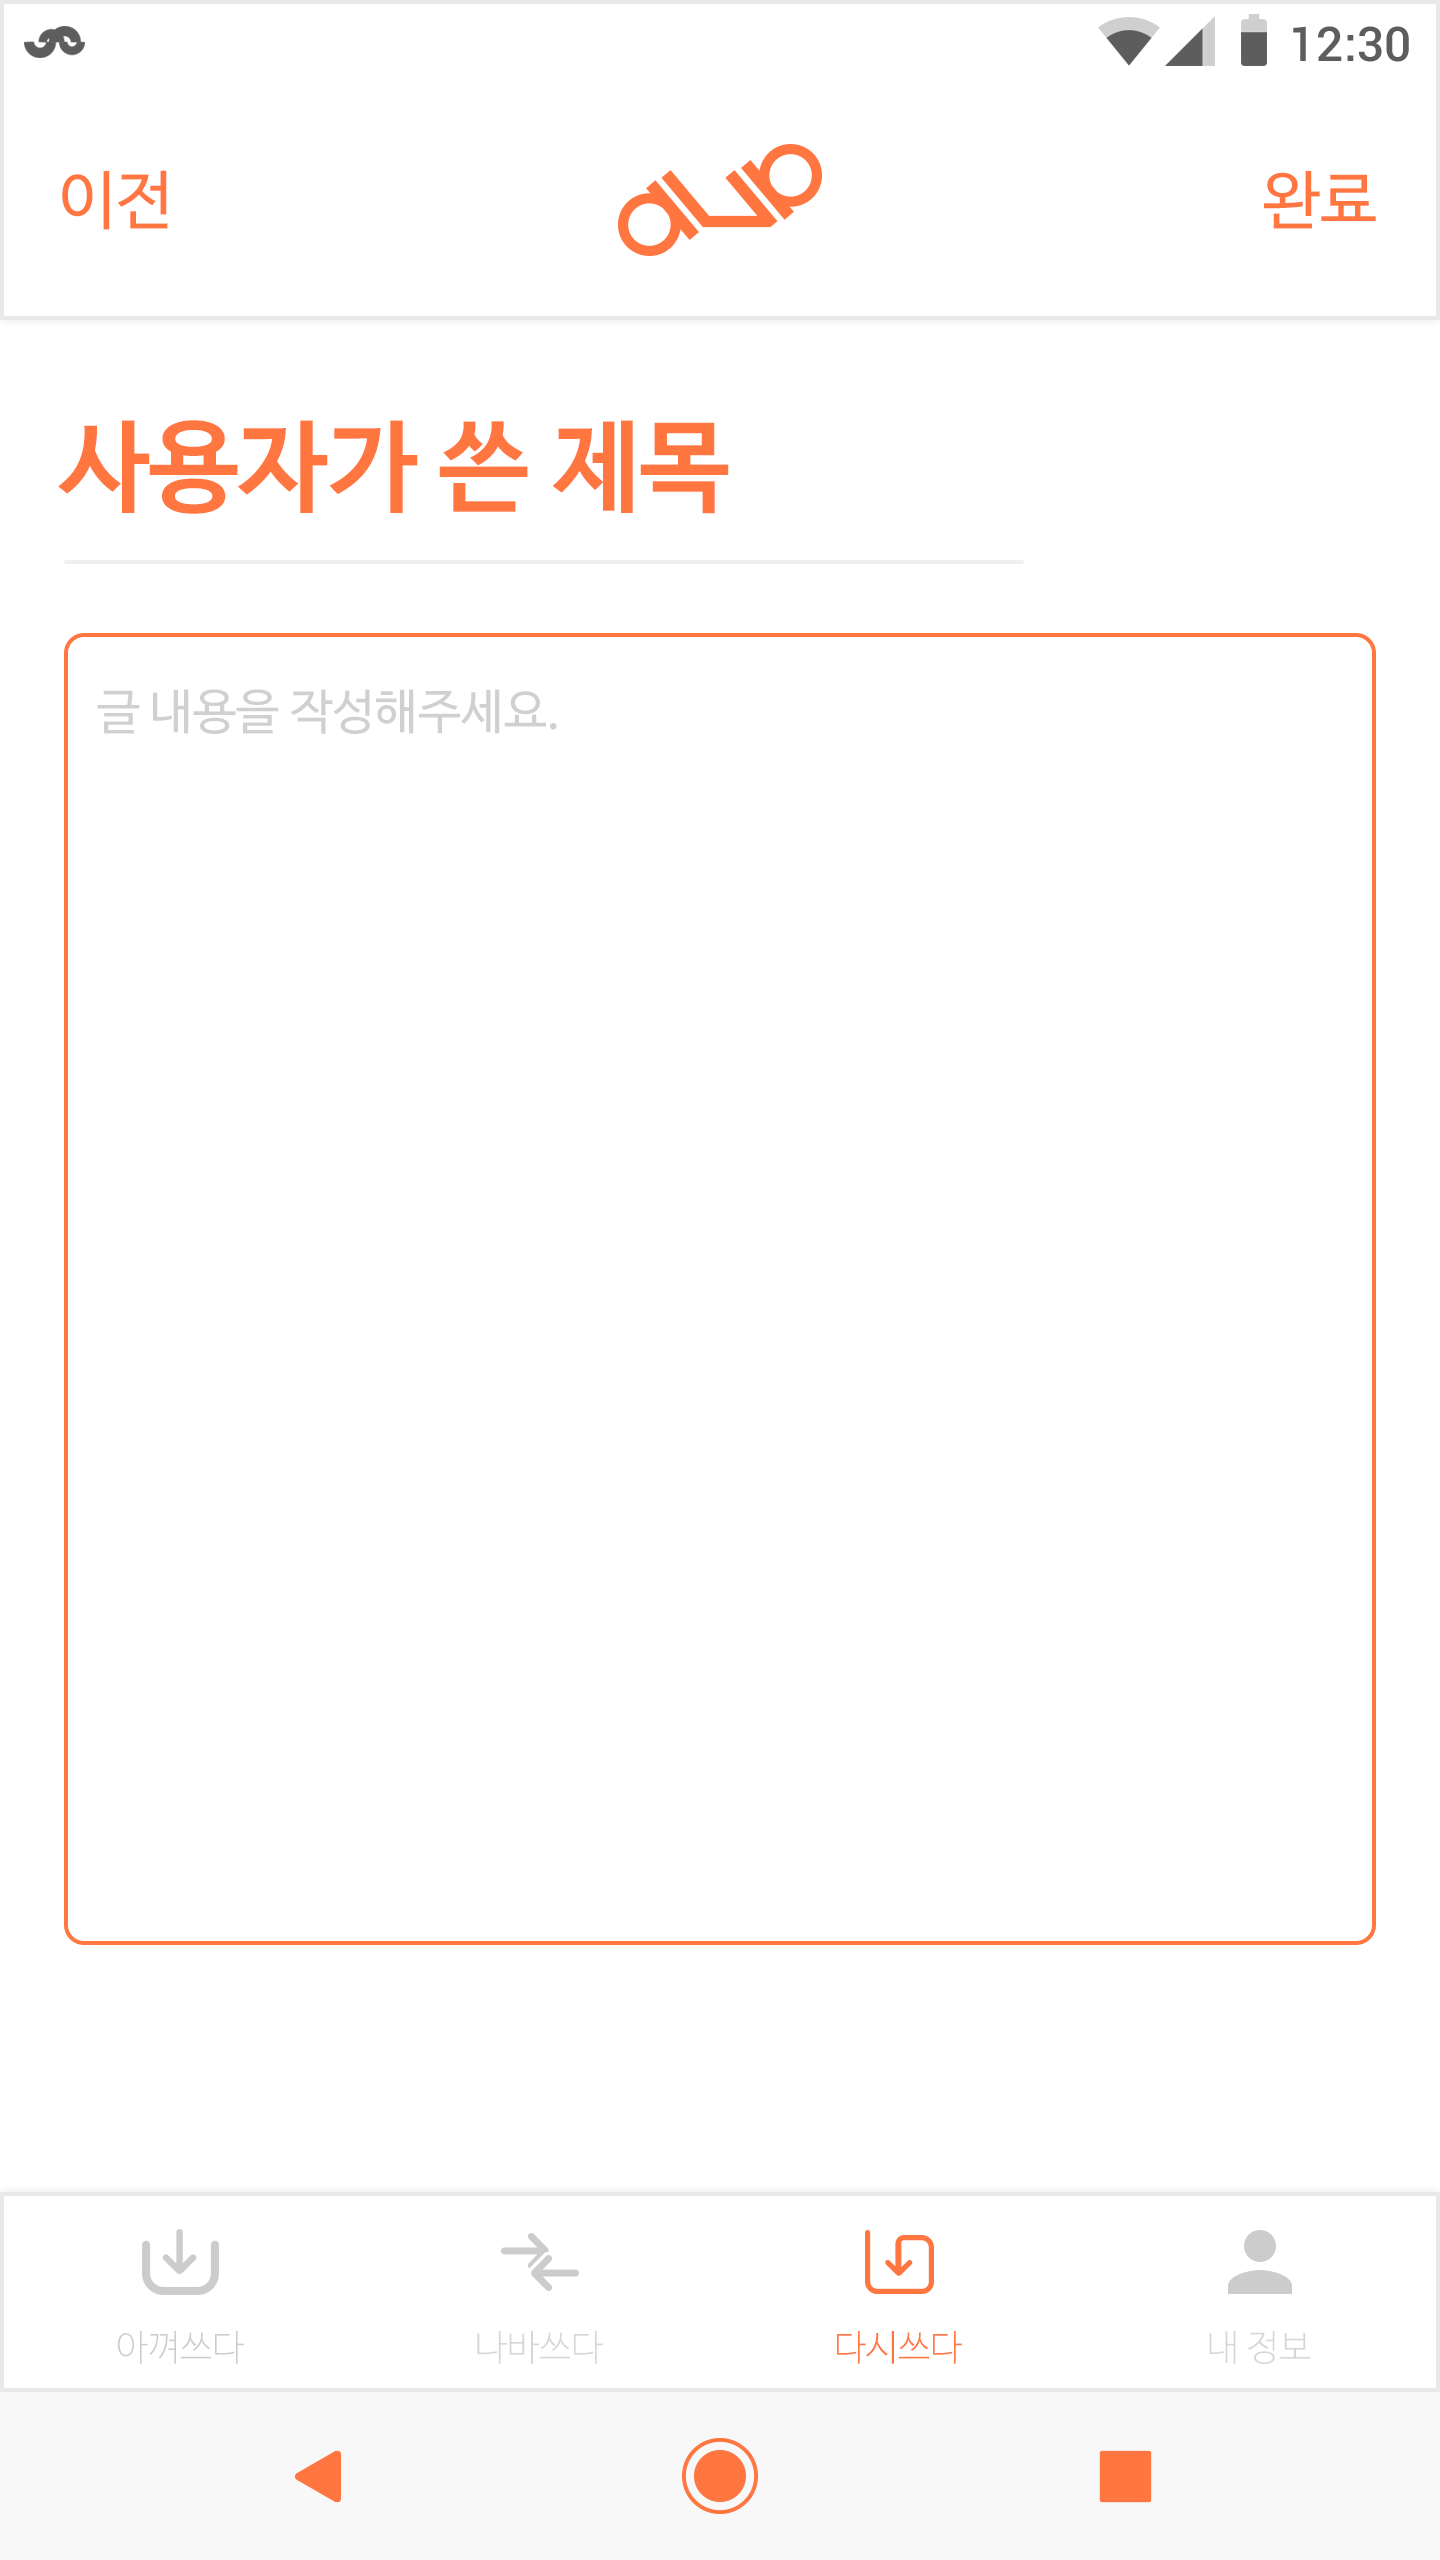 12:30
이전
완료
사용자가 쓴 제목
글 내용을 작성해주세요.
아껴쓰다
나바쓰다
다시쓰다
내 정보